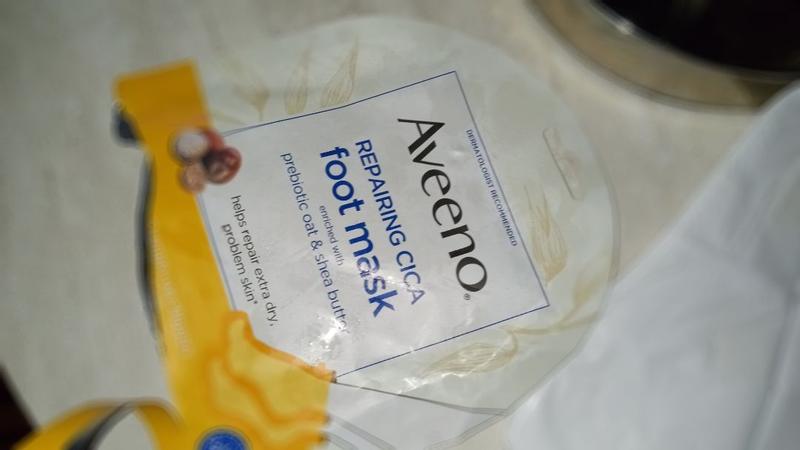 DERMATOLOGIST RECOMMENDED
Aveeno®
REPAIRING CICA
foot mask
enriched with
prebiotic oat & shea butter
helps repair extra dry,
problem skin*